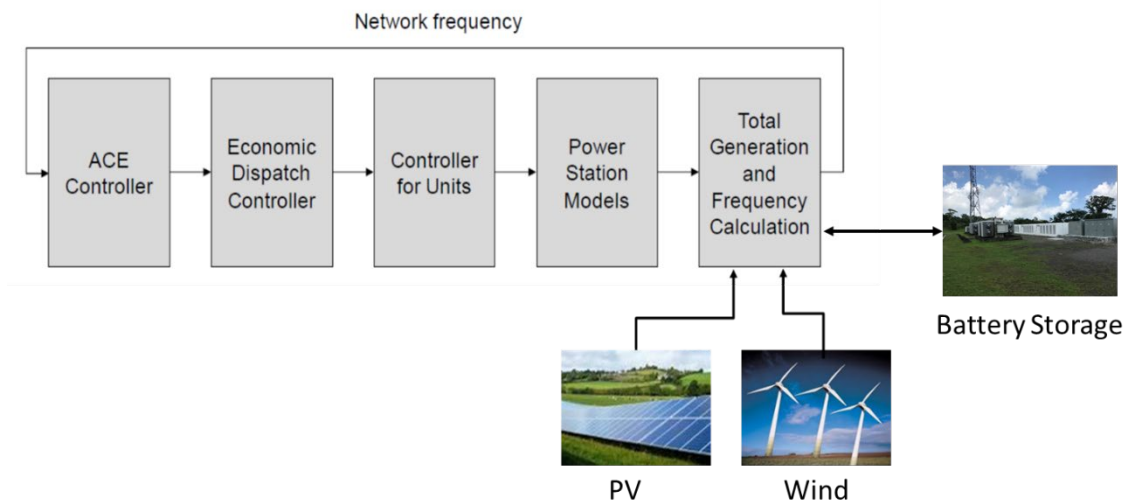 Network frequency
ACE
Controller
Economic
Dispatch
Controller
Controller
for Units
Power
Station
Models
Total
Generation
and
Frequency
Calculation
Battery Storage
PV
Wind